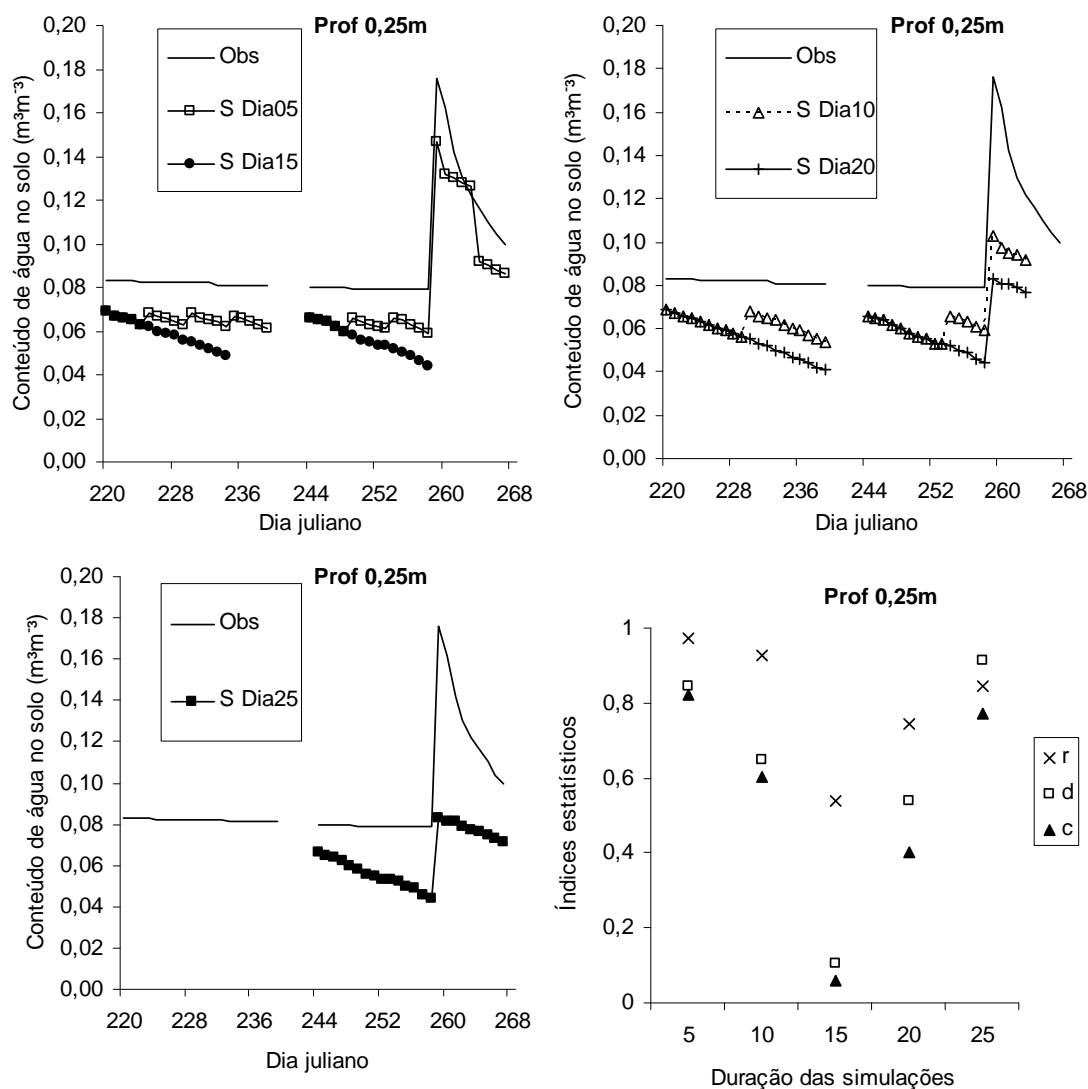 Prof 0,25m
Conteúdo de água no solo (m³m⁻³)
0,20
0,18
0,16
0,14
0,12
0,10
0,08
0,06
0,04
0,02
0,00
Obs
S Dia05
S Dia15
220 228 236 244 252 260 268
Dia juliano
Prof 0,25m
Conteúdo de água no solo (m³m⁻³)
0,20
0,18
0,16
0,14
0,12
0,10
0,08
0,06
0,04
0,02
0,00
Obs
S Dia10
S Dia20
220 228 236 244 252 260 268
Dia juliano
Prof 0,25m
Conteúdo de água no solo (m³m⁻³)
0,20
0,18
0,16
0,14
0,12
0,10
0,08
0,06
0,04
0,02
0,00
Obs
S Dia25
220 228 236 244 252 260 268
Dia juliano
Prof 0,25m
Índices estatísticos
1
0,8
0,6
0,4
0,2
0
r
d
c
5 10 15 20 25
Duração das simulações